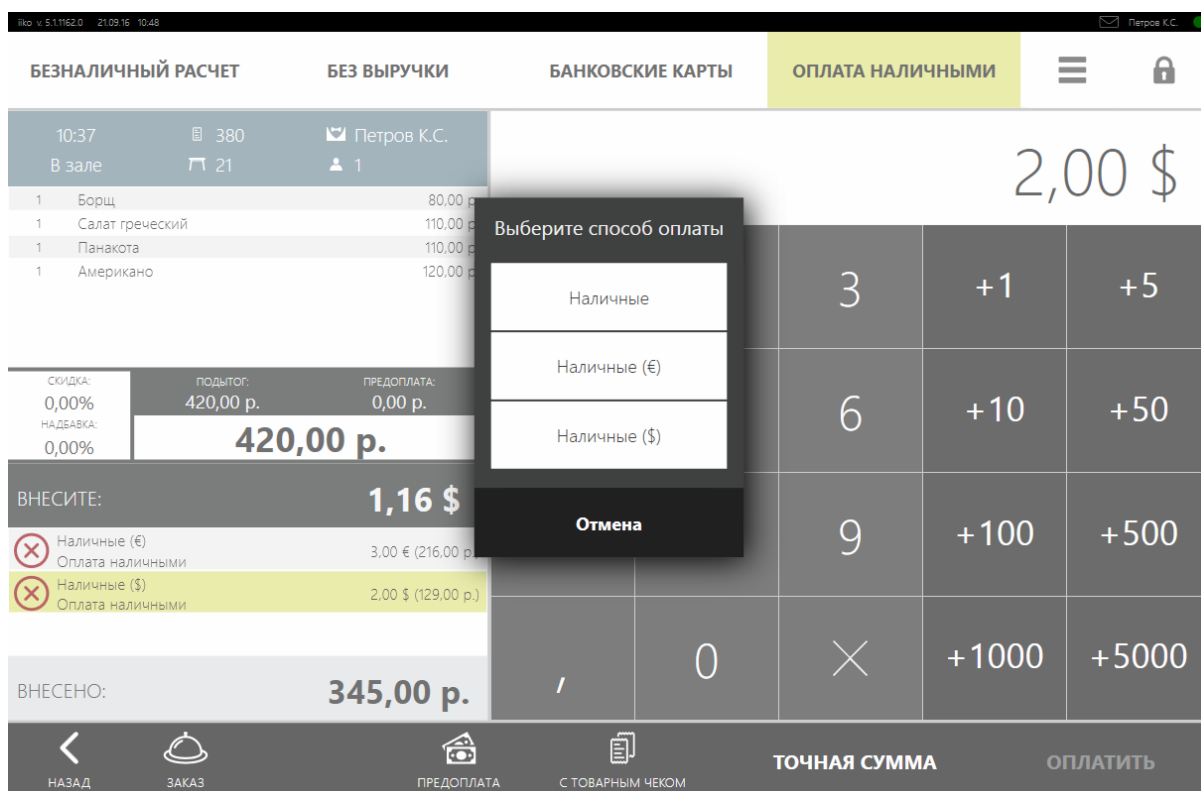 iiko v. 5.1.1162.0 21.09.16 10:48 Петров К.С.
БЕЗНАЛИЧНЫЙ РАСЧЕТ БЕЗ ВЫРУЧКИ БАНКОВСКИЕ КАРТЫ ОПЛАТА НАЛИЧНЫМИ
10:37 380 Петров К.С.
В зале 21 1
2,00 $
1 Борщ 80,00 р
1 Салат греческий 110,00 р
1 Панакота 110,00 р
1 Американо 120,00 р
СКИДКА: ПОДЫТОГ: ПРЕДОПЛАТА:
0,00% 420,00 р. 0,00 р.
НАДБАВКА:
0,00%
420,00 р.
ВНЕСИТЕ: 1,16 $
Наличные (€)
Оплата наличными
3,00 € (216,00 р.
Наличные ($)
Оплата наличными
2,00 $ (129,00 р.)
ВНЕСЕНО: 345,00 р.
Выберите способ оплаты
Наличные
Наличные (€)
Наличные ($)
Отмена
3 +1 +5
6 +10 +50
9 +100 +500
, 0 +1000 +5000
НАЗАД ЗАКАЗ ПРЕДОПЛАТА С ТОВАРНЫМ ЧЕКОМ ТОЧНАЯ СУММА ОПЛАТИТЬ